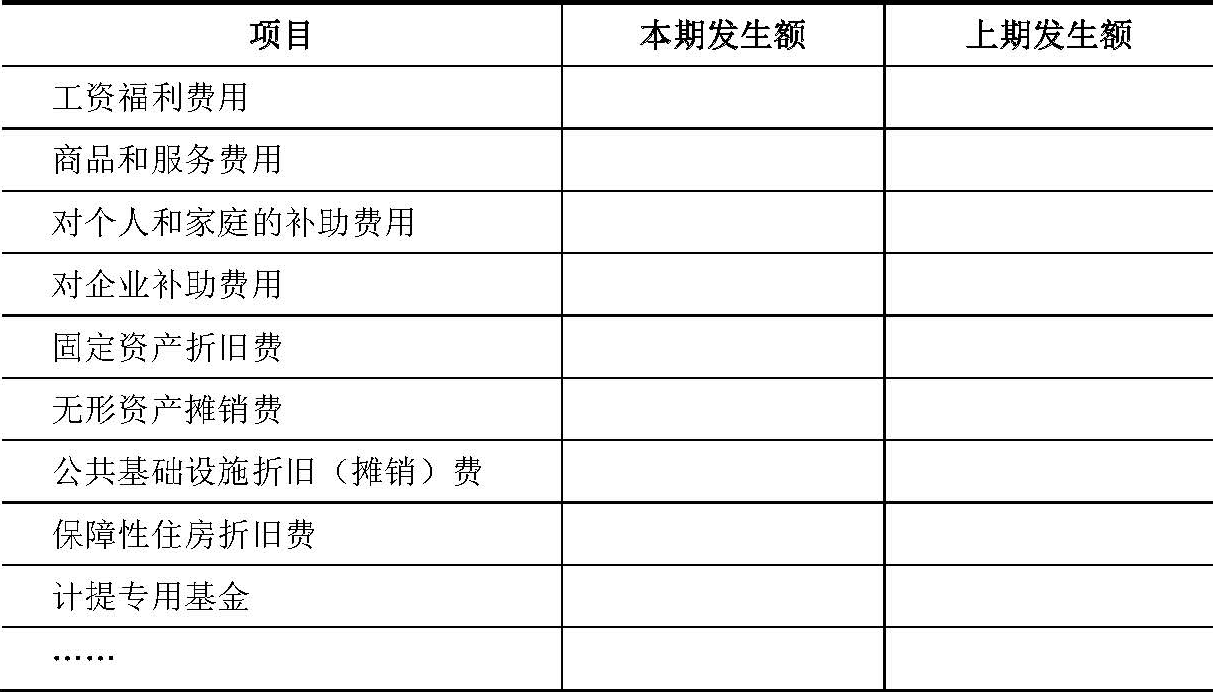 项目 本期发生额 上期发生额
工资福利费用
商品和服务费用
对个人和家庭的补助费用
对企业补助费用
固定资产折旧费
无形资产摊销费
公共基础设施折旧（摊销）费
保障性住房折旧费
计提专用基金
……